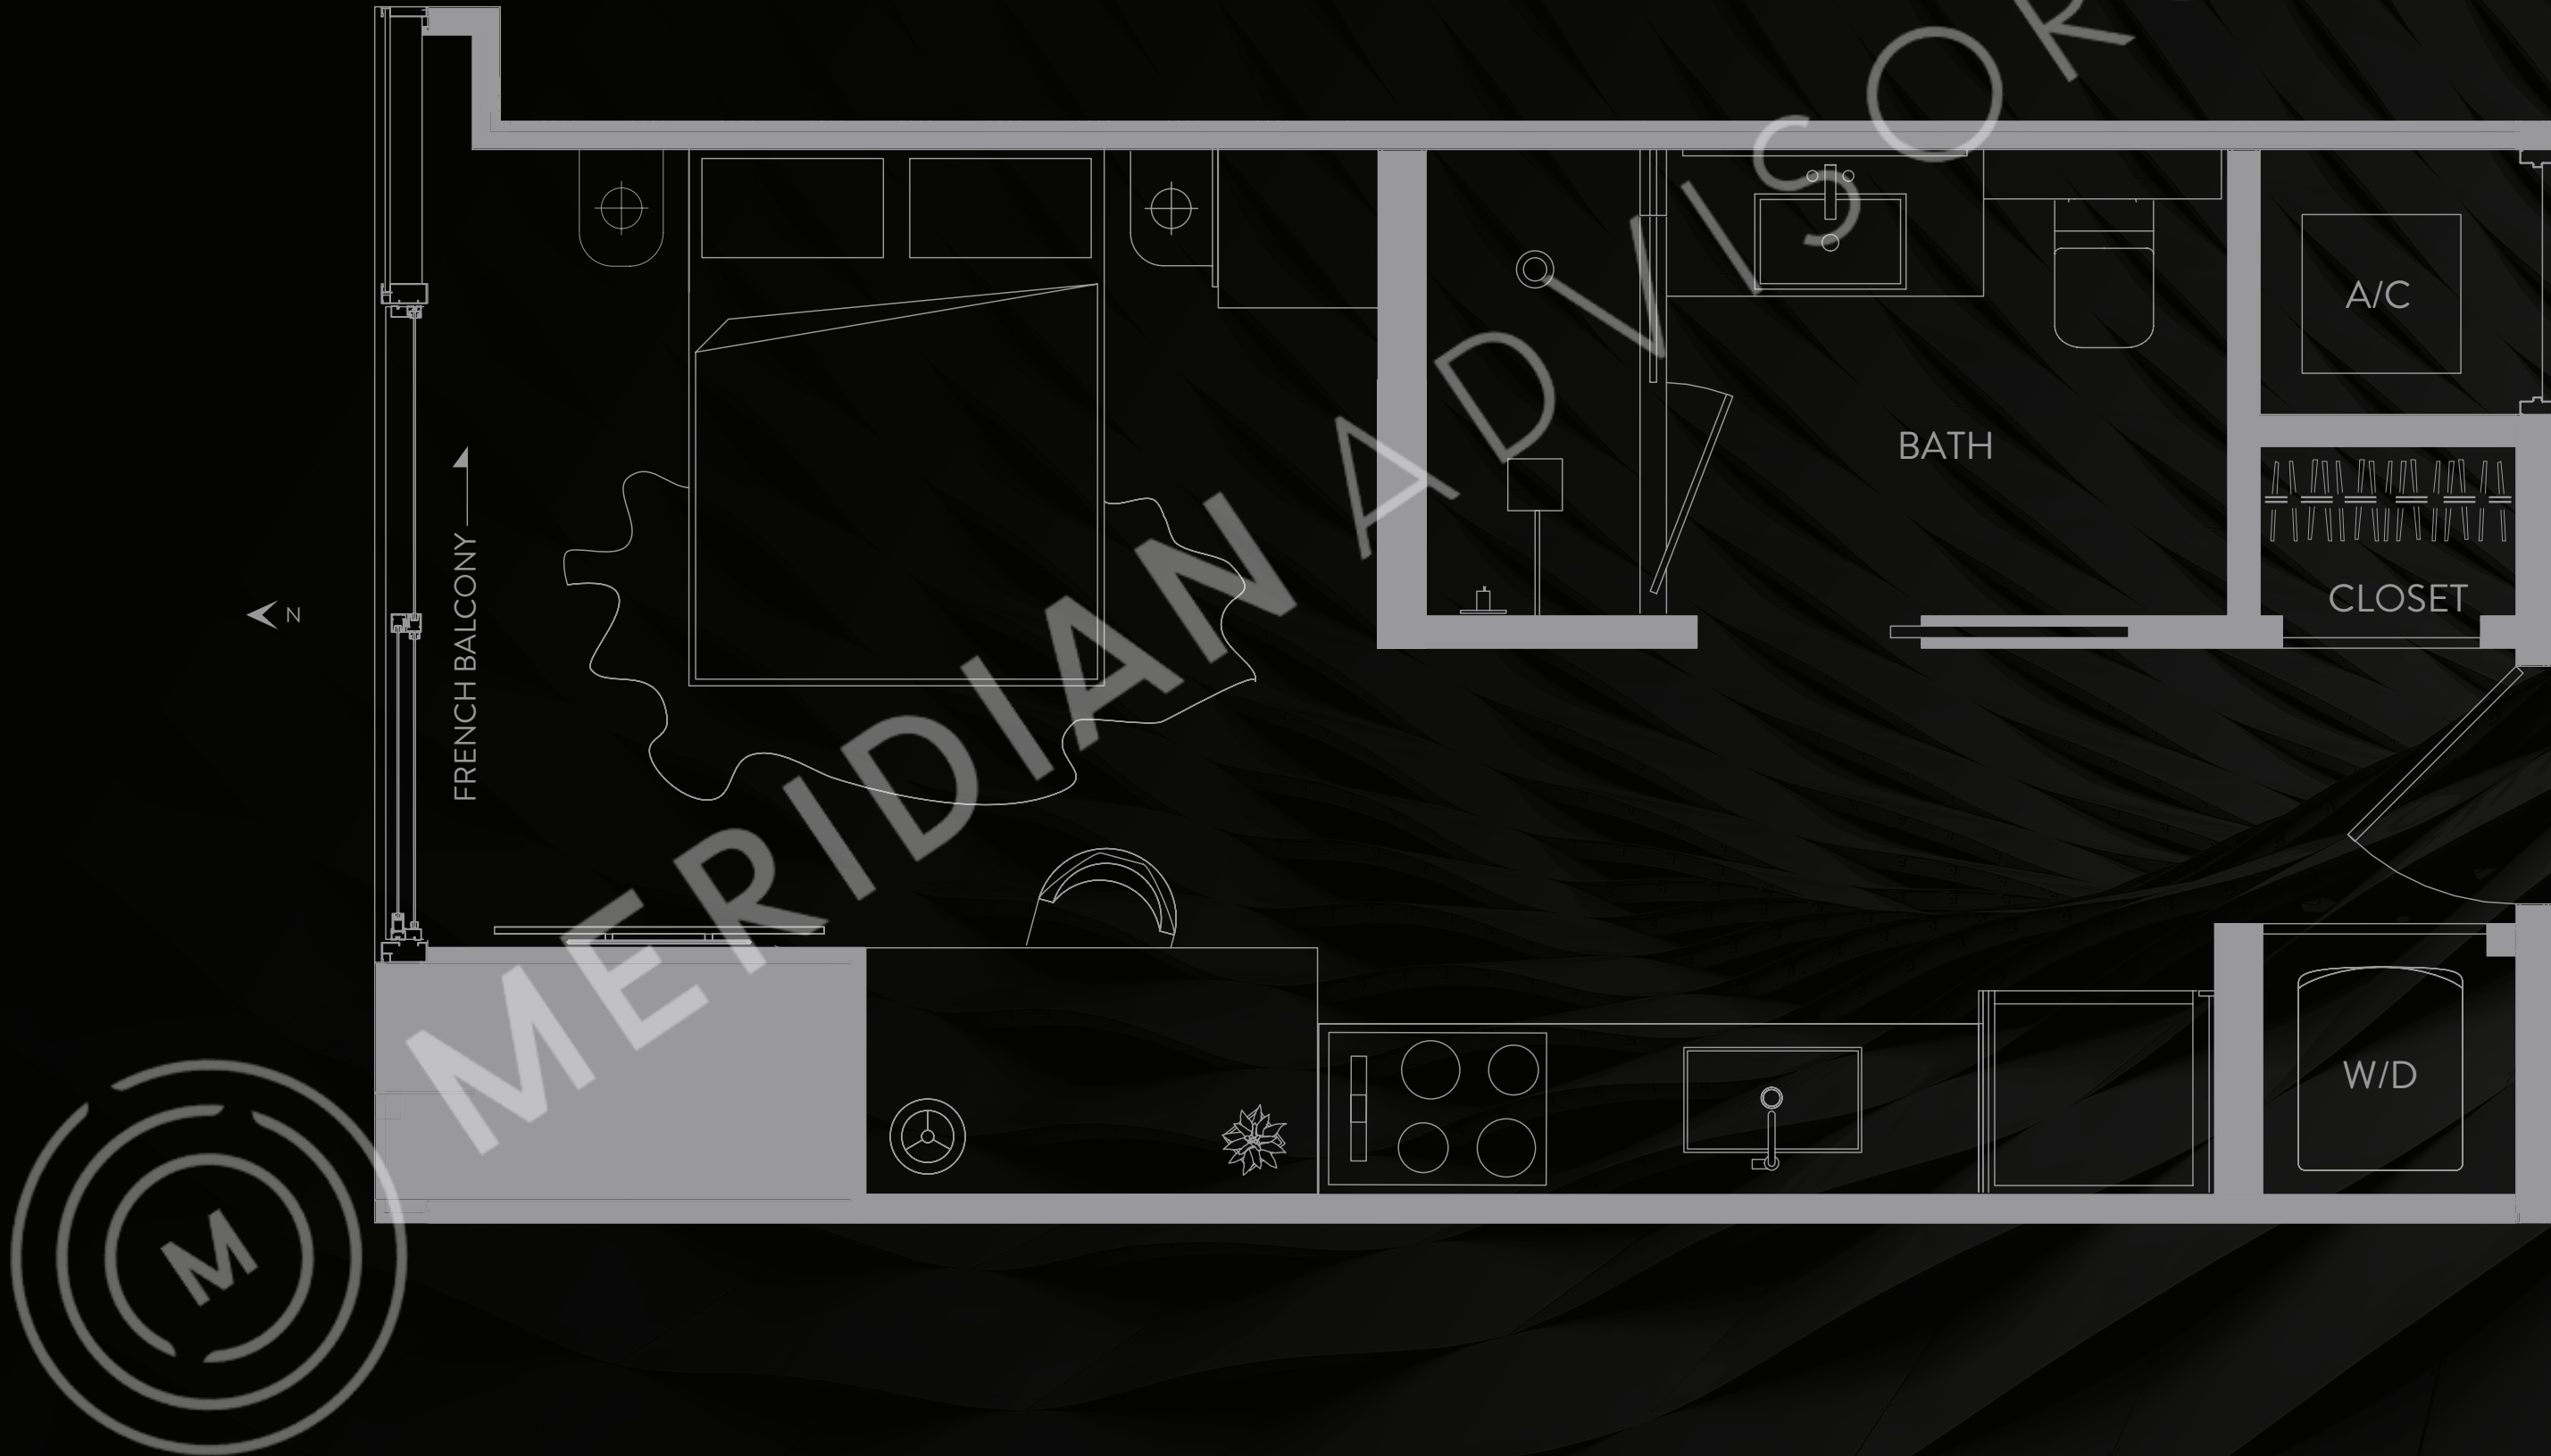 A/C
BATH
CLOSET
FRENCH BALCONY
N
MERIDIAN ADVISOR
W/D
M